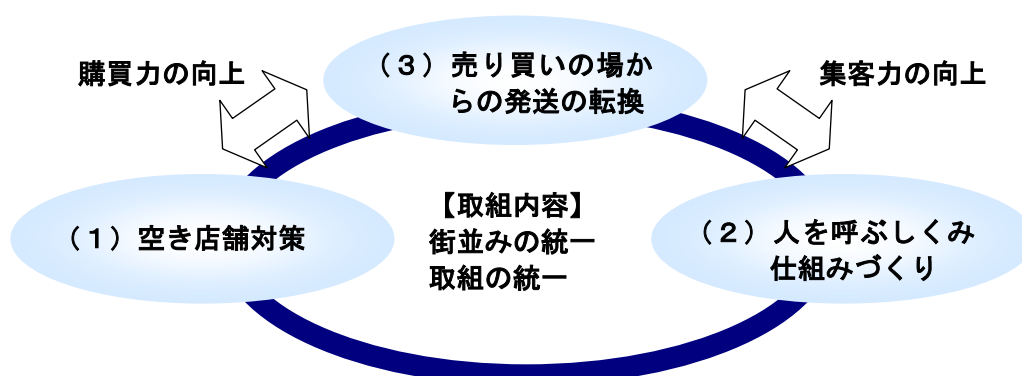 購買力の向上
（３）売り買いの場か
らの発送の転換
集客力の向上
（１）空き店舗対策
【取組内容】
街並みの統一
取組の統一
（２）人を呼ぶしくみ
仕組みづくり